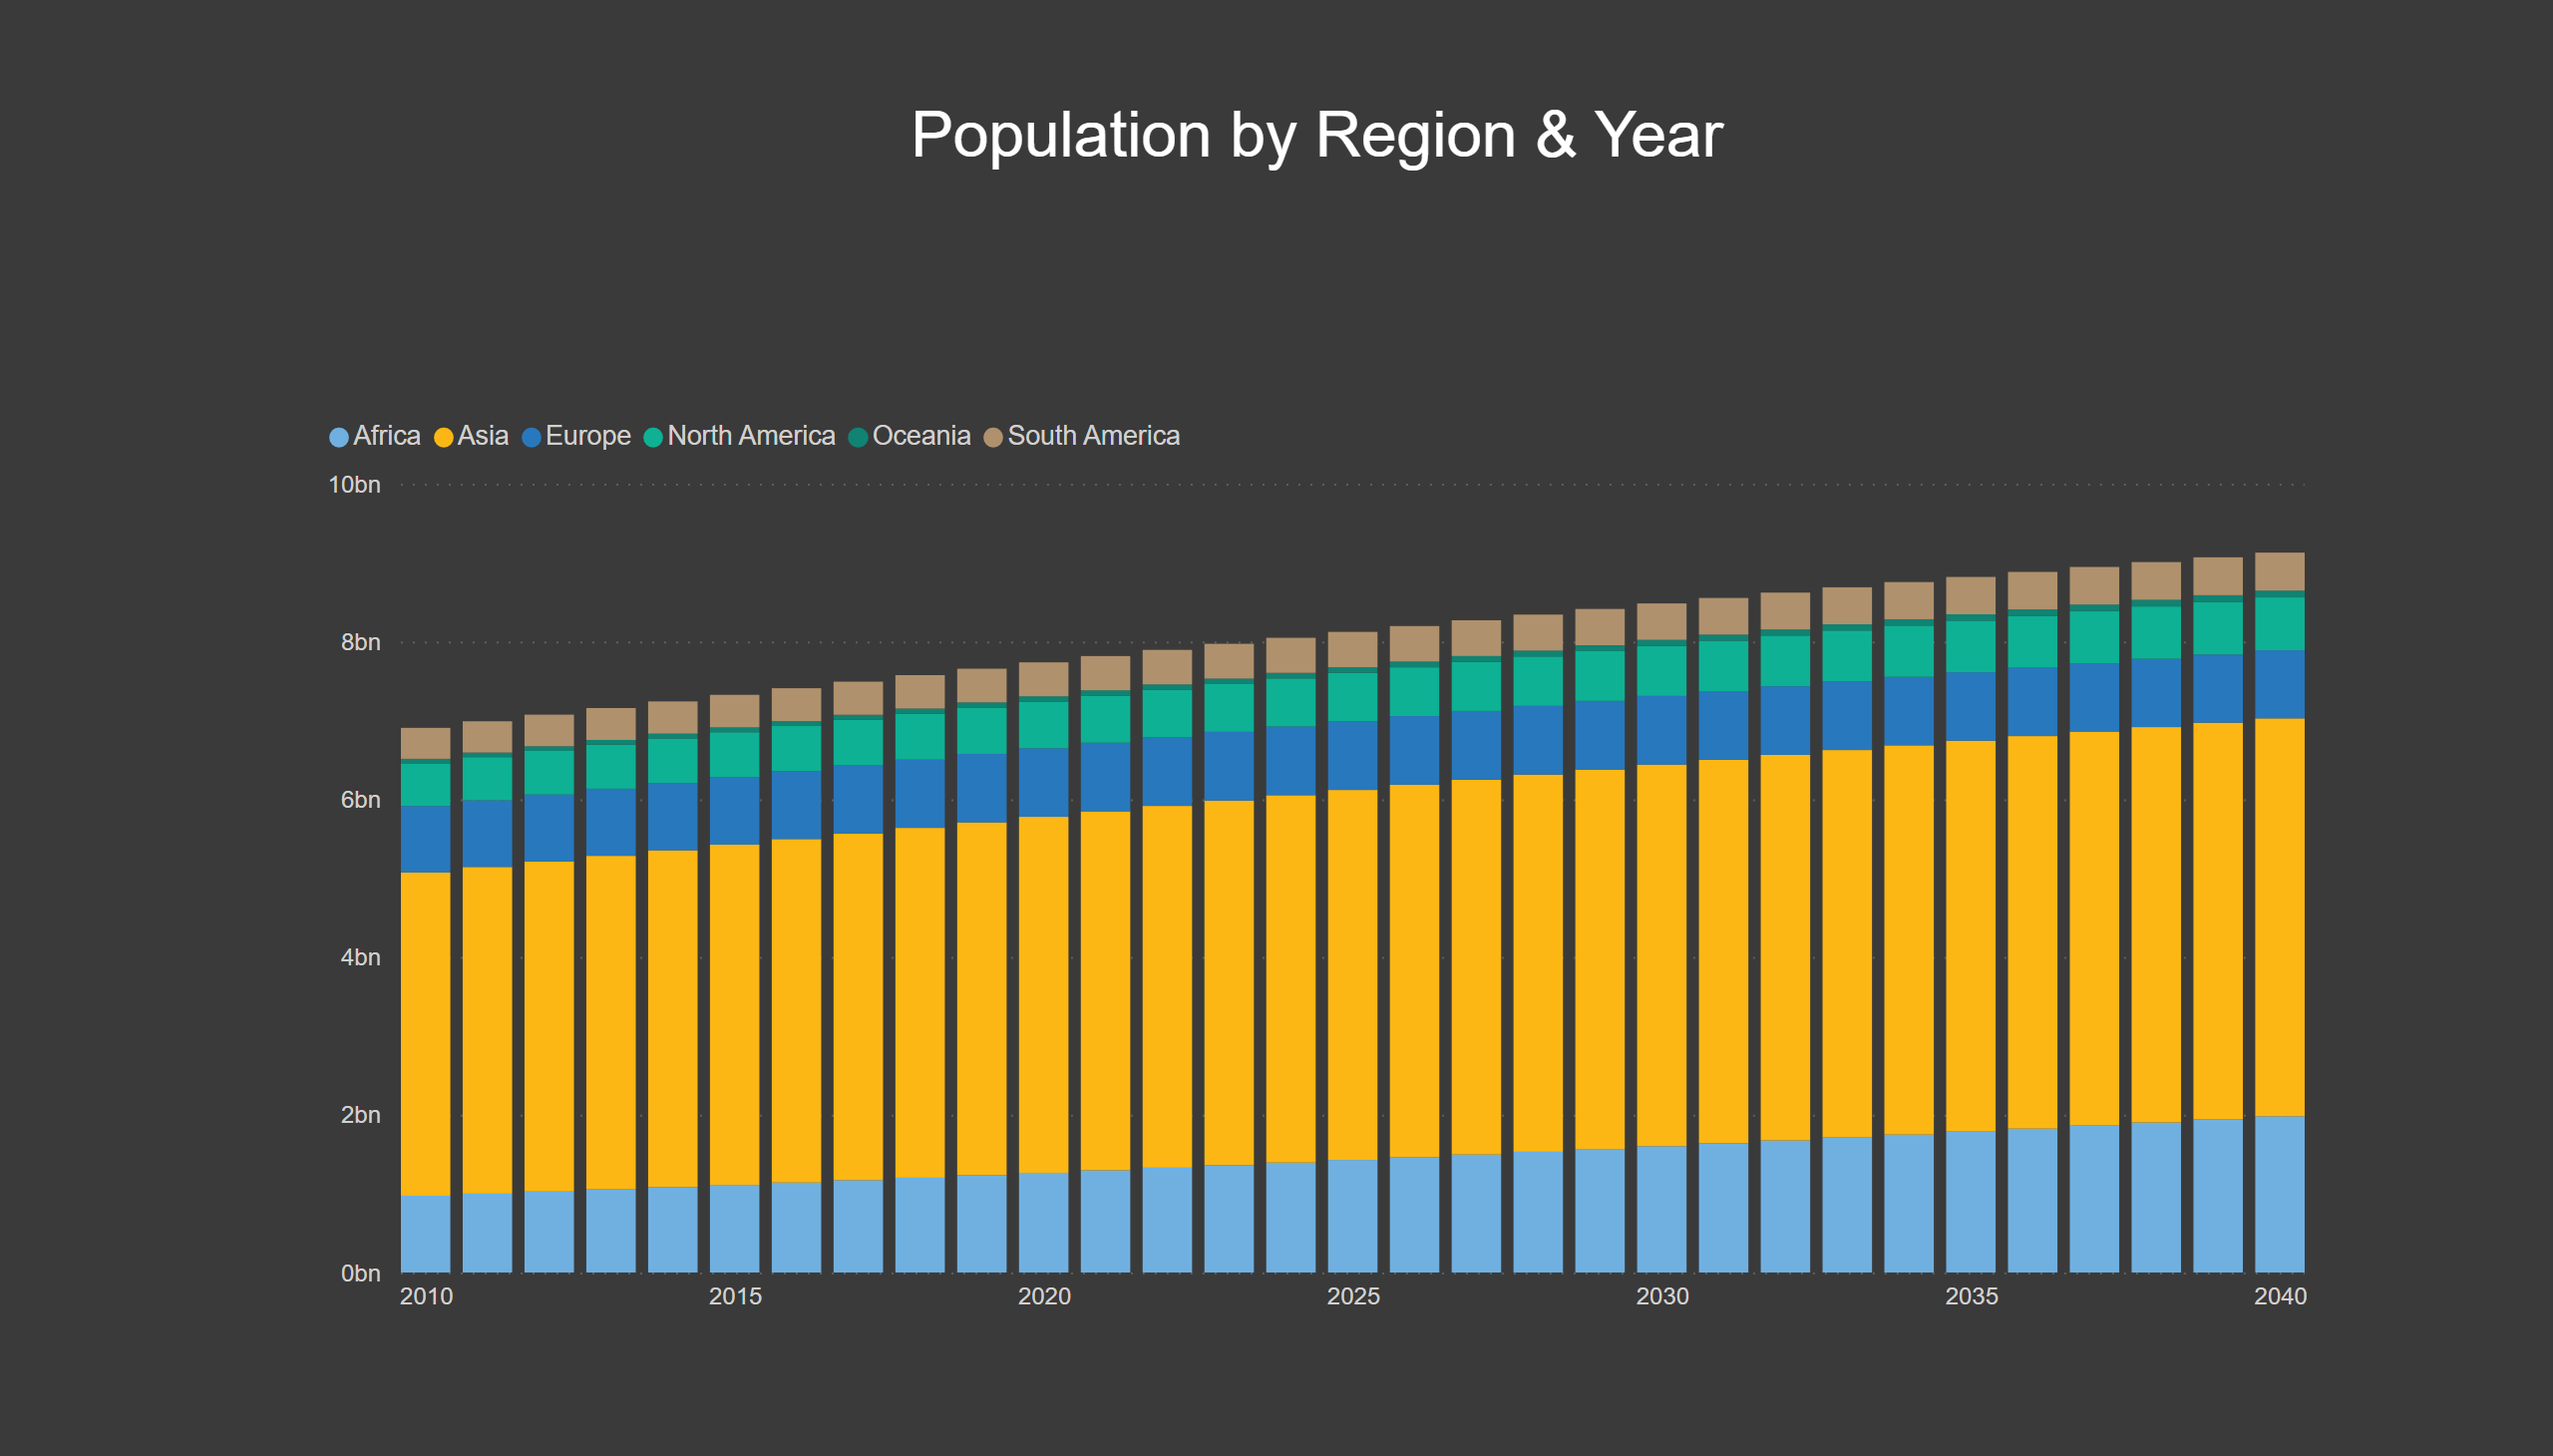 Population by Region & Year
Africa Asia Europe North America Oceania South America
10bn
8bn
6bn
4bn
2bn
0bn
2010 2015 2020 2025 2030 2035 2040